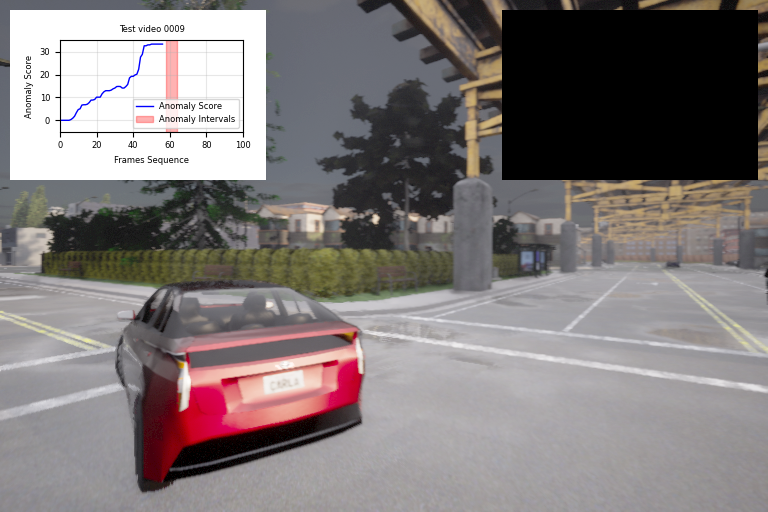 Test video 0009
Anomaly Score
30
20
10
0
Anomaly Score
Anomaly Intervals
0 20 40 60 80 100
Frames Sequence
CXRLA